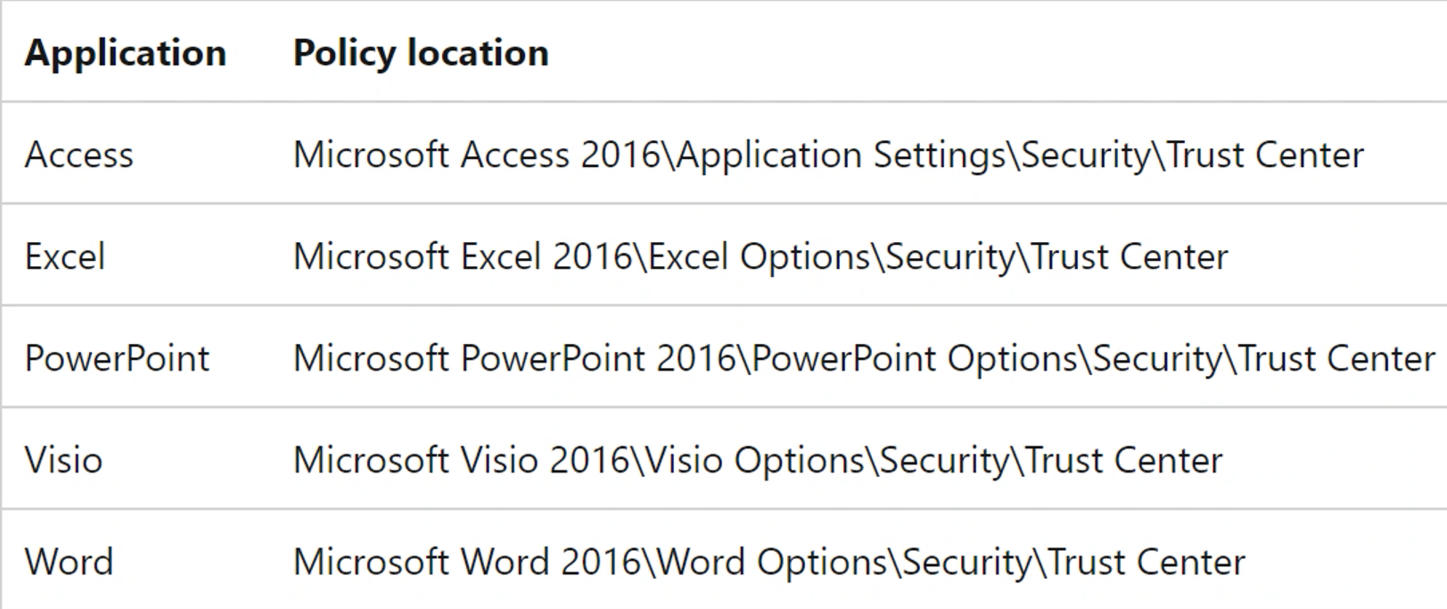 Application Policy location
Access Microsoft Access 2016\Application Settings\Security\Trust Center
Excel Microsoft Excel 2016\Excel Options\Security\Trust Center
PowerPoint Microsoft PowerPoint 2016\PowerPoint Options\Security\Trust Center
Visio Microsoft Visio 2016\Visio Options\Security\Trust Center
Word Microsoft Word 2016\Word Options\Security\Trust Center